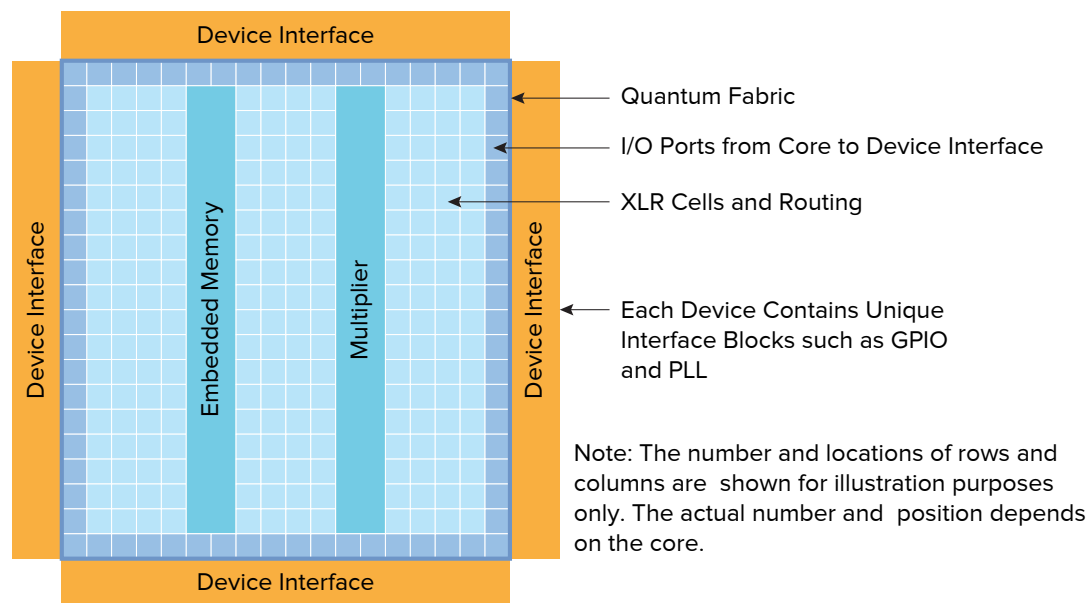 Device Interface
Quantum Fabric
I/O Ports from Core to Device Interface
XLR Cells and Routing
Device Interface
Embedded Memory
Multiplier
Device Interface
Each Device Contains Unique
Interface Blocks such as GPIO
and PLL
Note: The number and locations of rows and
columns are  shown for illustration purposes
only. The actual number and  position depends
on the core.
Device Interface